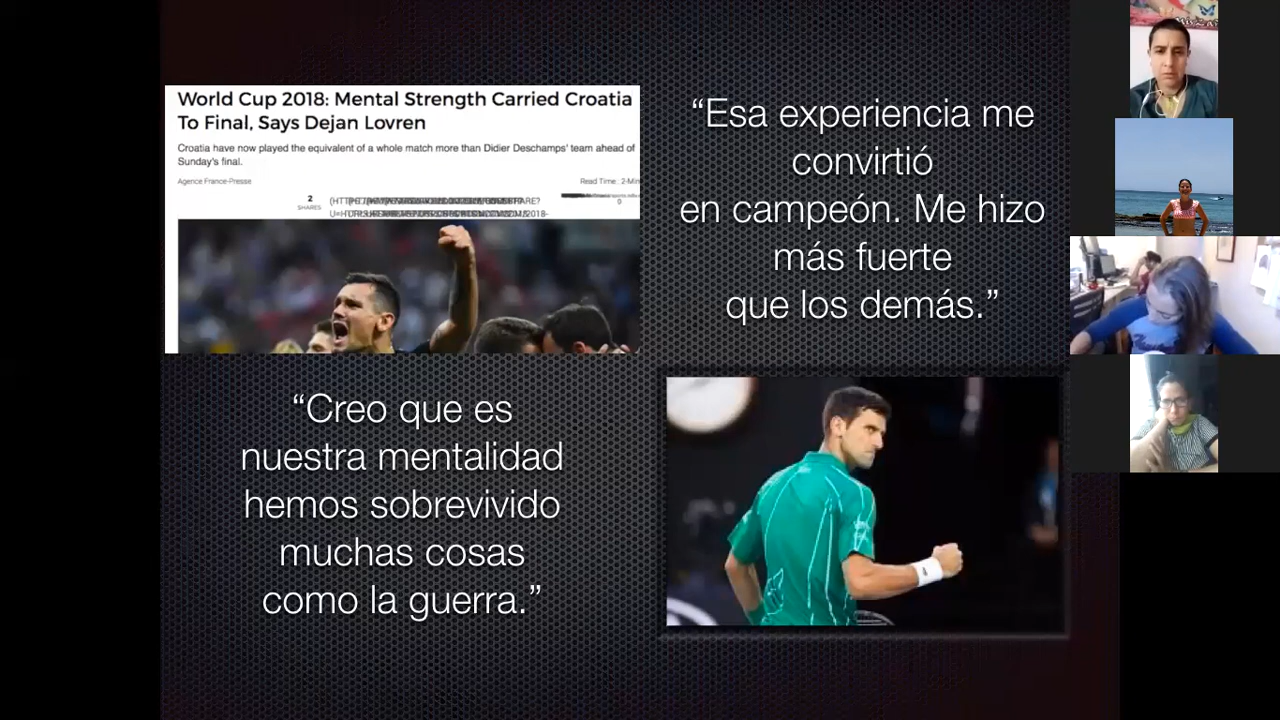 World Cup 2018: Mental Strength Carried Croatia
To Final, Says Dejan Lovren
Croatia have now played the equivalent of a whole match more than Didier Deschamps' team ahead of
Sunday's final.
Agence France-Presse
Read Time : 2-Min
2
SHARES
0
“Esa experiencia me
convirtió
en campeón. Me hizo
más fuerte
que los demás.”
“Creo que es
nuestra mentalidad
hemos sobrevivido
muchas cosas
como la guerra.”